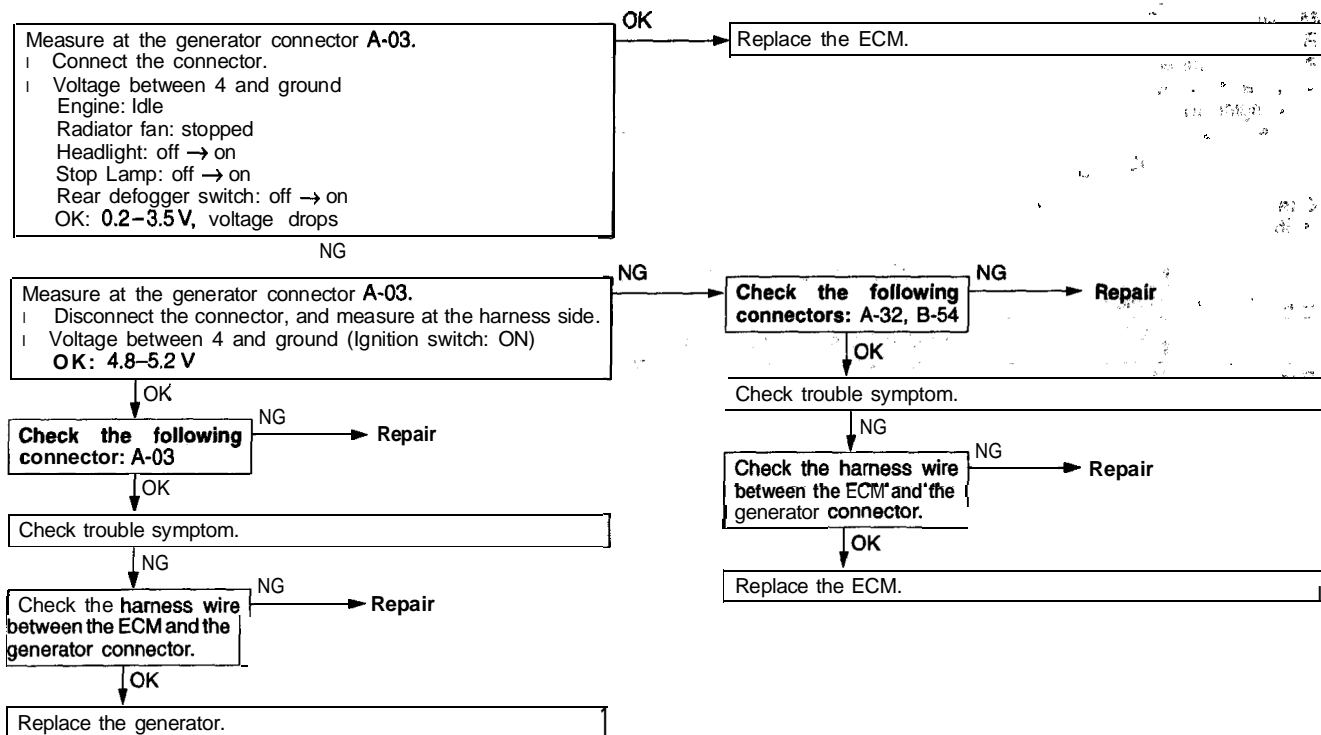 Measure at the generator connector A-03.
ı Connect the connector.
ı Voltage between 4 and ground
Engine: Idle
Radiator fan: stopped
Headlight: off → on
Stop Lamp: off → on
Rear defogger switch: off → on
OK: 0.2–3.5 V, voltage drops
OK
Replace the ECM.
NG
Measure at the generator connector A-03.
ı Disconnect the connector, and measure at the harness side.
ı Voltage between 4 and ground (Ignition switch: ON)
OK: 4.8–5.2 V
NG
Check the following
connectors: A-32, B-54
NG
Repair
OK
Check trouble symptom.
NG
Check the harness wire
between the ECM and the
generator connector.
NG
Repair
OK
Replace the ECM.
OK
Check the following
connector: A-03
NG
Repair
OK
Check trouble symptom.
NG
Check the harness wire
between the ECM and the
generator connector.
NG
Repair
OK
Replace the generator.